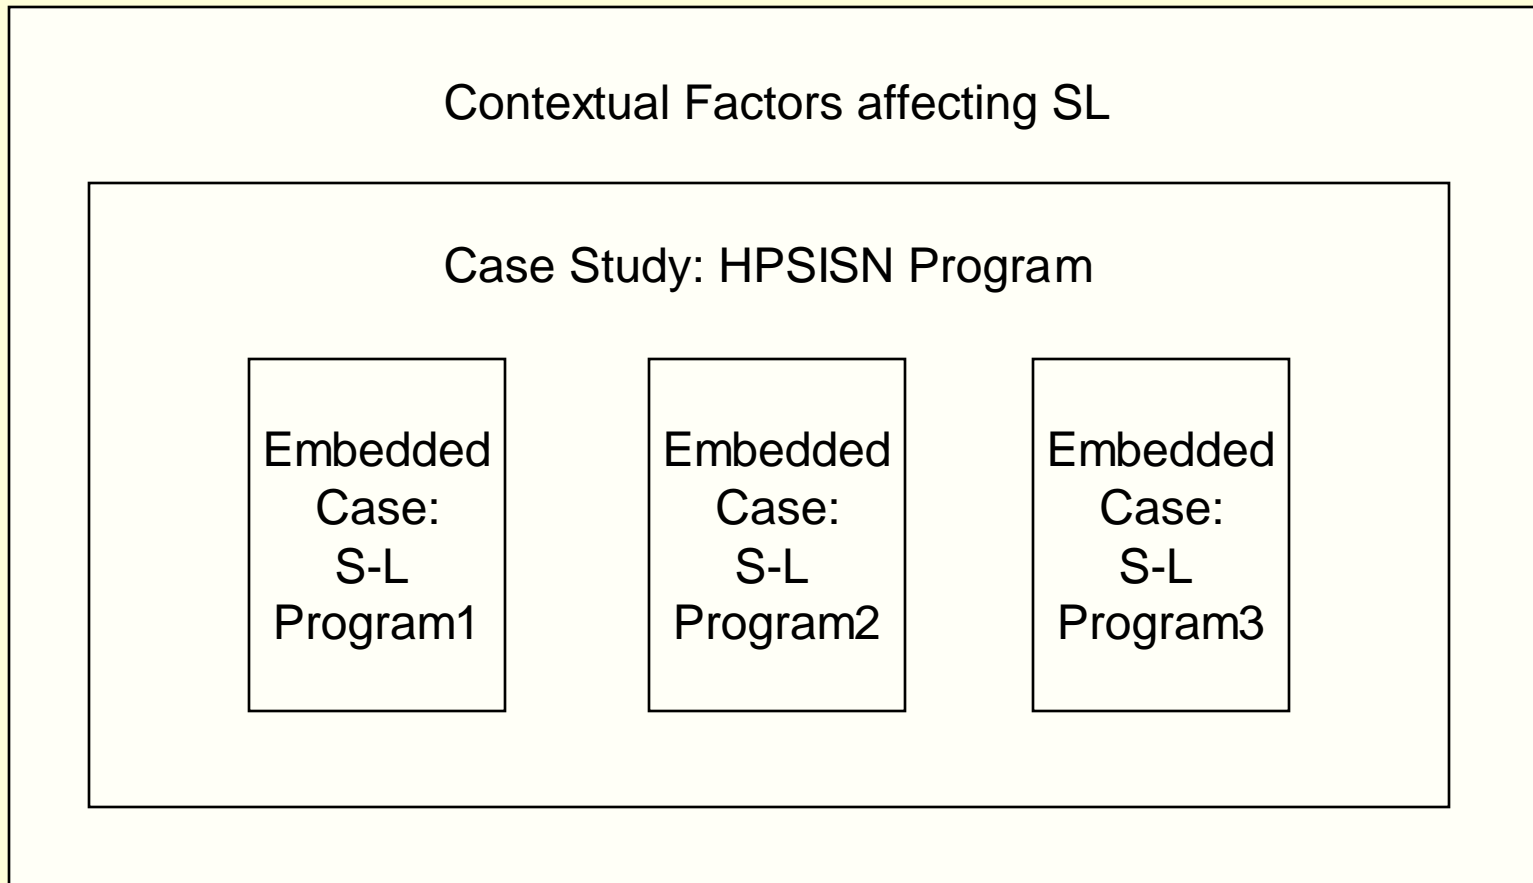 Contextual Factors affecting SL
Case Study: HPSISN Program
Embedded
Case:
S-L
Program1
Embedded
Case:
S-L
Program2
Embedded
Case:
S-L
Program3